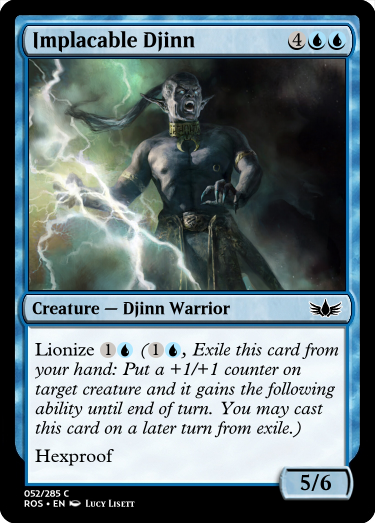 Implacable Djinn 4
Creature — Djinn Warrior
Lionize 1 (1, Exile this card from
your hand: Put a +1/+1 counter on
target creature and it gains the following
ability until end of turn. You may cast
this card on a later turn from exile.)
Hexproof
5/6
052/285 C
ROS • EN Lucy Lisett